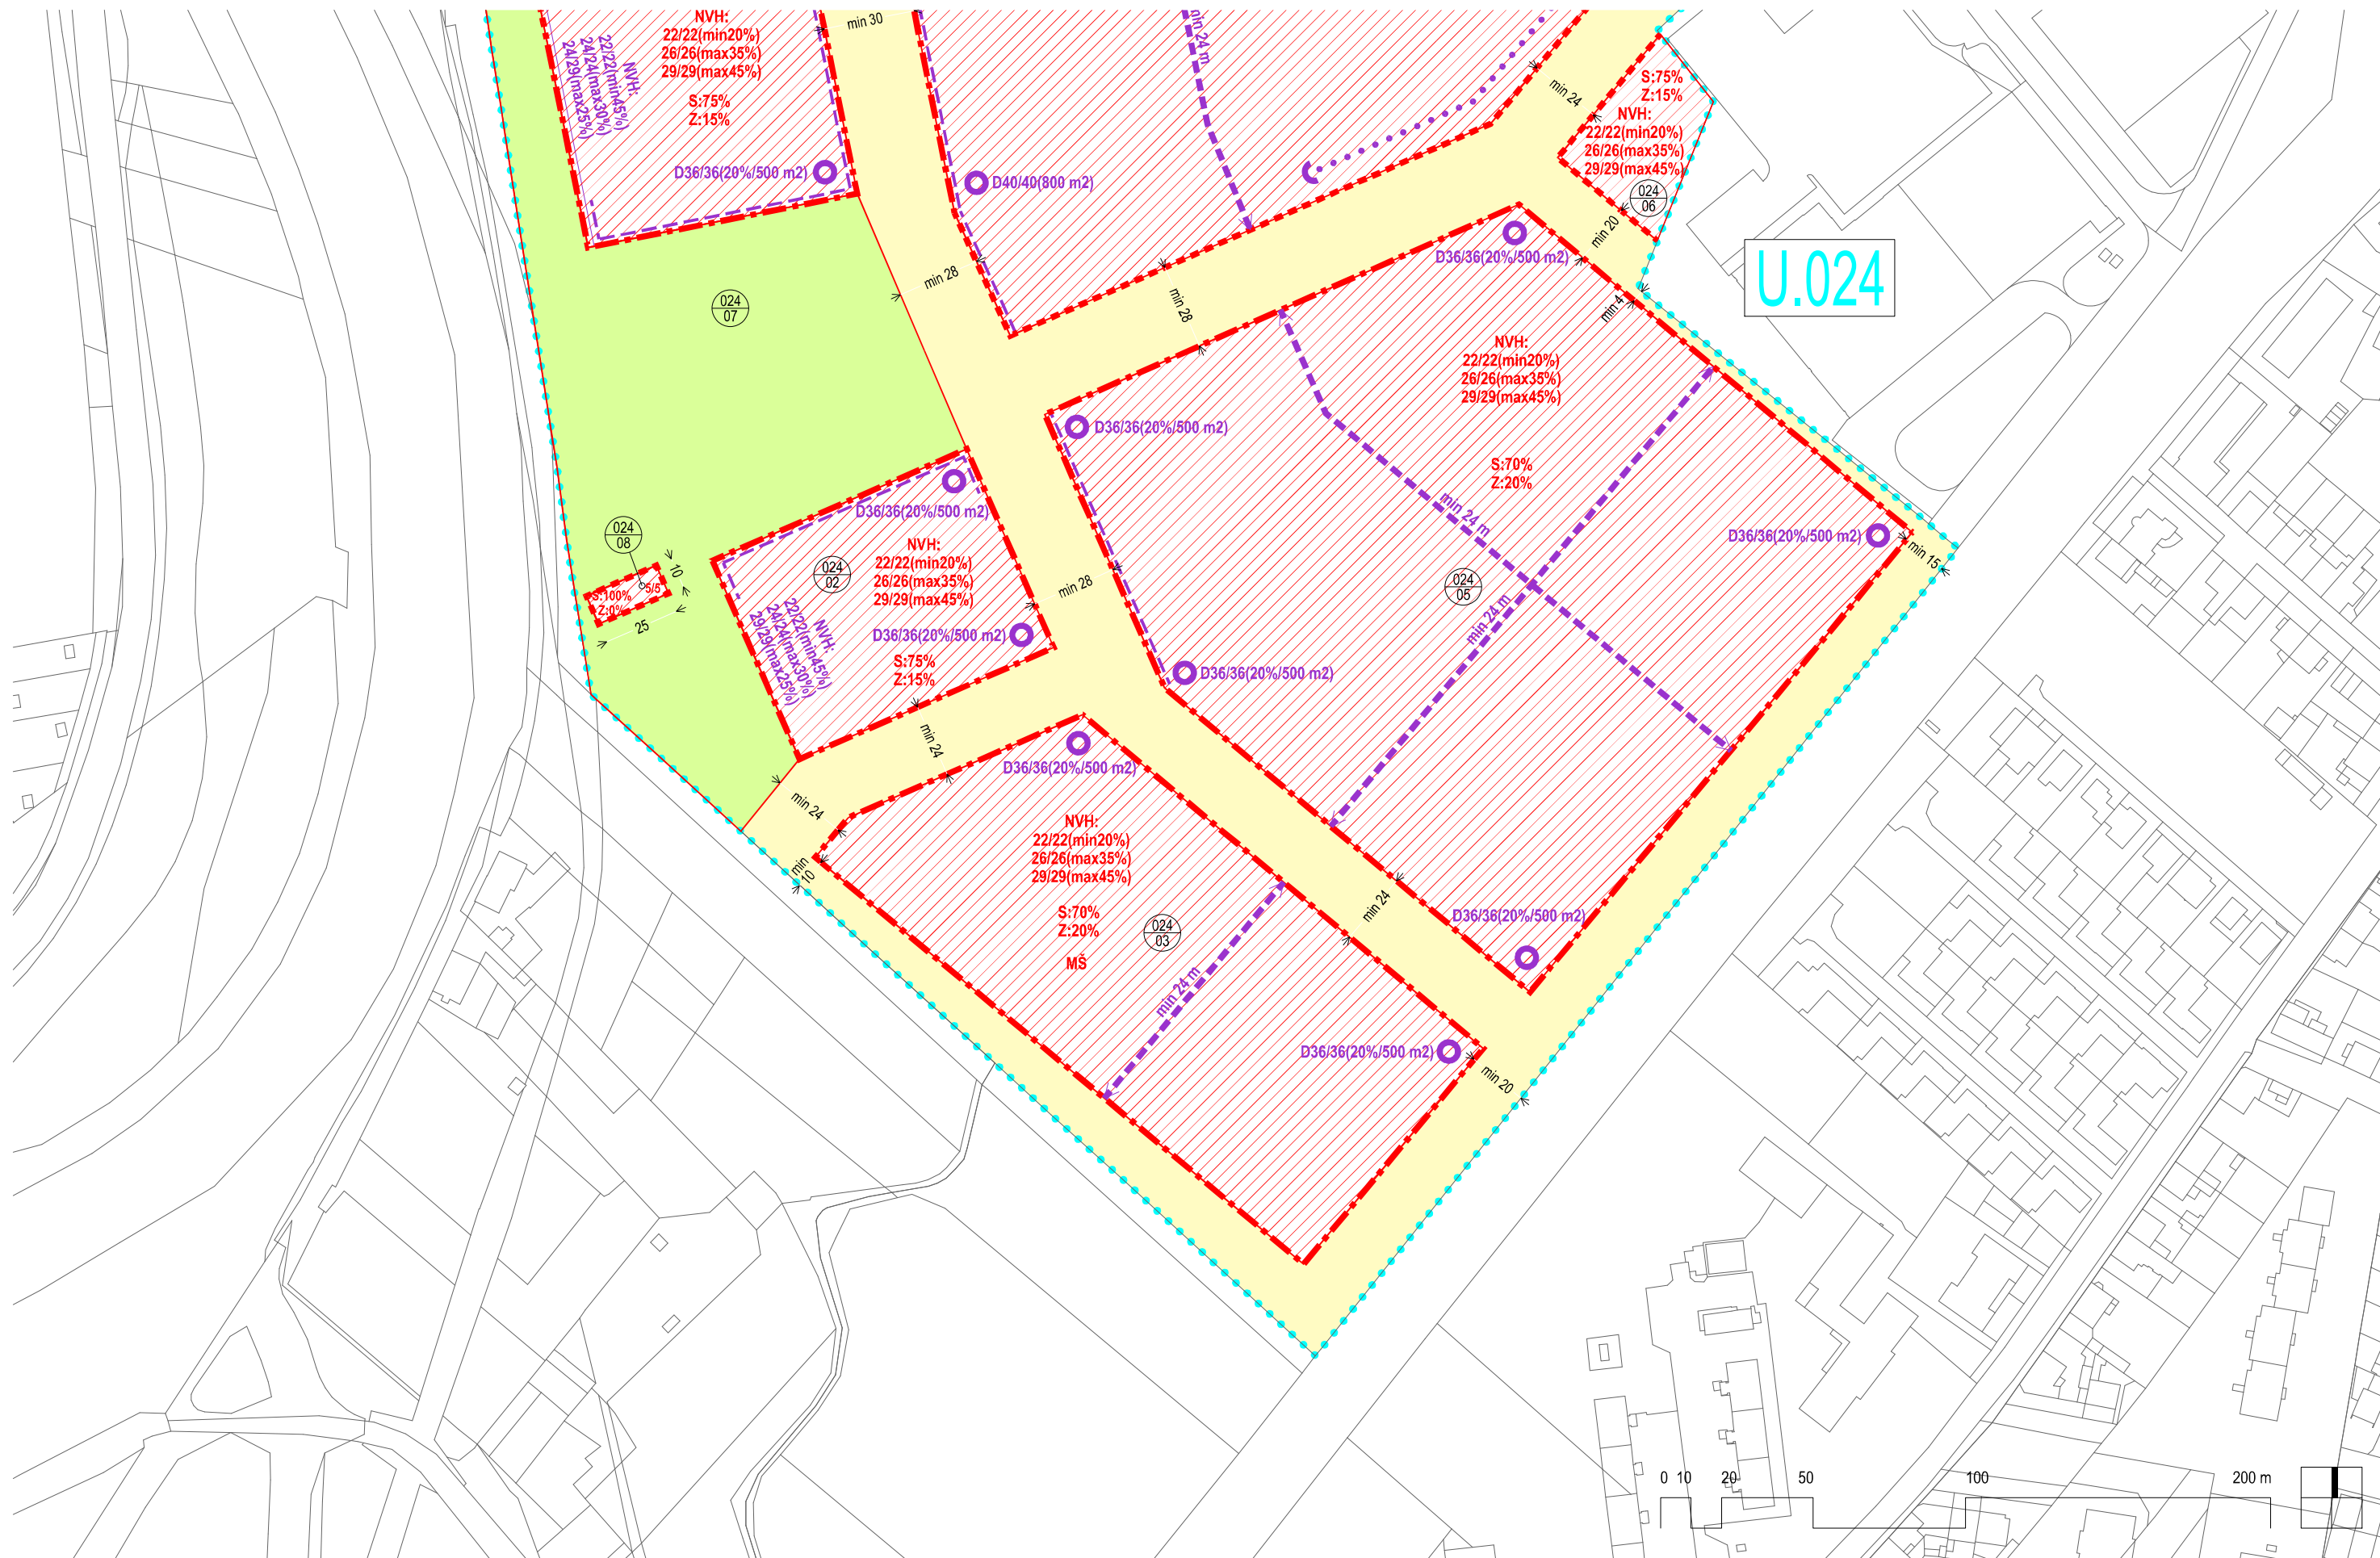 NVH:
22/22(min20%)
26/26(max35%)
29/29(max45%)
S:75%
Z:15%
NVH:
22/22(min45%)
24/24(max30%)
24/29(max25%)
D36/36(20%/500 m2)
min 30
min 24 m
D40/40(800 m2)
min 24
S:75%
Z:15%
NVH:
22/22(min20%)
26/26(max35%)
29/29(max45%)
024
06
min 20
U.024
024
07
min 28
min 28
D36/36(20%/500 m2)
min 4
NVH:
22/22(min20%)
26/26(max35%)
29/29(max45%)
S:70%
Z:20%
D36/36(20%/500 m2)
D36/36(20%/500 m2)
min 24 m
D36/36(20%/500 m2)
min 15
024
05
min 24 m
024
08
10
5/5
S:100%
Z:0%
25
024
02
NVH:
22/22(min20%)
26/26(max35%)
29/29(max45%)
D36/36(20%/500 m2)
S:75%
Z:15%
NVH:
22/22(min45%)
24/24(max30%)
29/29(max25%)
min 28
D36/36(20%/500 m2)
min 24
D36/36(20%/500 m2)
min 24
min
10
NVH:
22/22(min20%)
26/26(max35%)
29/29(max45%)
S:70%
Z:20%
MŠ
024
03
min 24
D36/36(20%/500 m2)
min 24 m
D36/36(20%/500 m2)
min 20
0 10 20 50 100 200 m